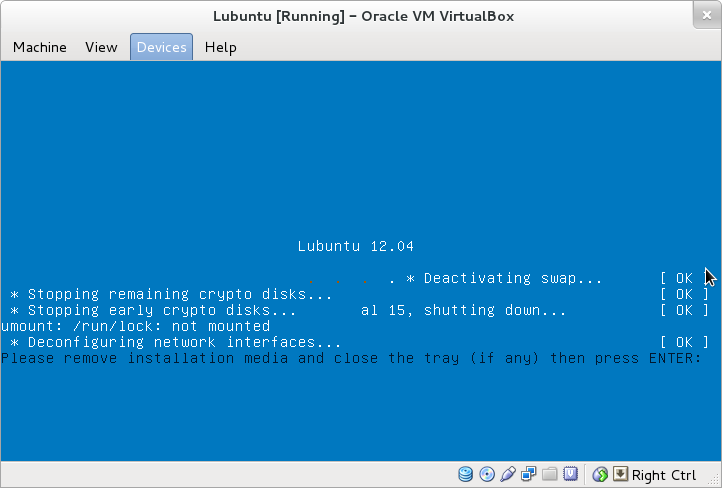 Lubuntu [Running] - Oracle VM VirtualBox
Machine View Devices Help
Lubuntu 12.04
. . . . * Deactivating swap... [ OK ]
* Stopping remaining crypto disks... [ OK ]
* Stopping early crypto disks... al 15, shutting down... [ OK ]
umount: /run/lock: not mounted
* Deconfiguring network interfaces... [ OK ]
Please remove installation media and close the tray (if any) then press ENTER:
Right Ctrl